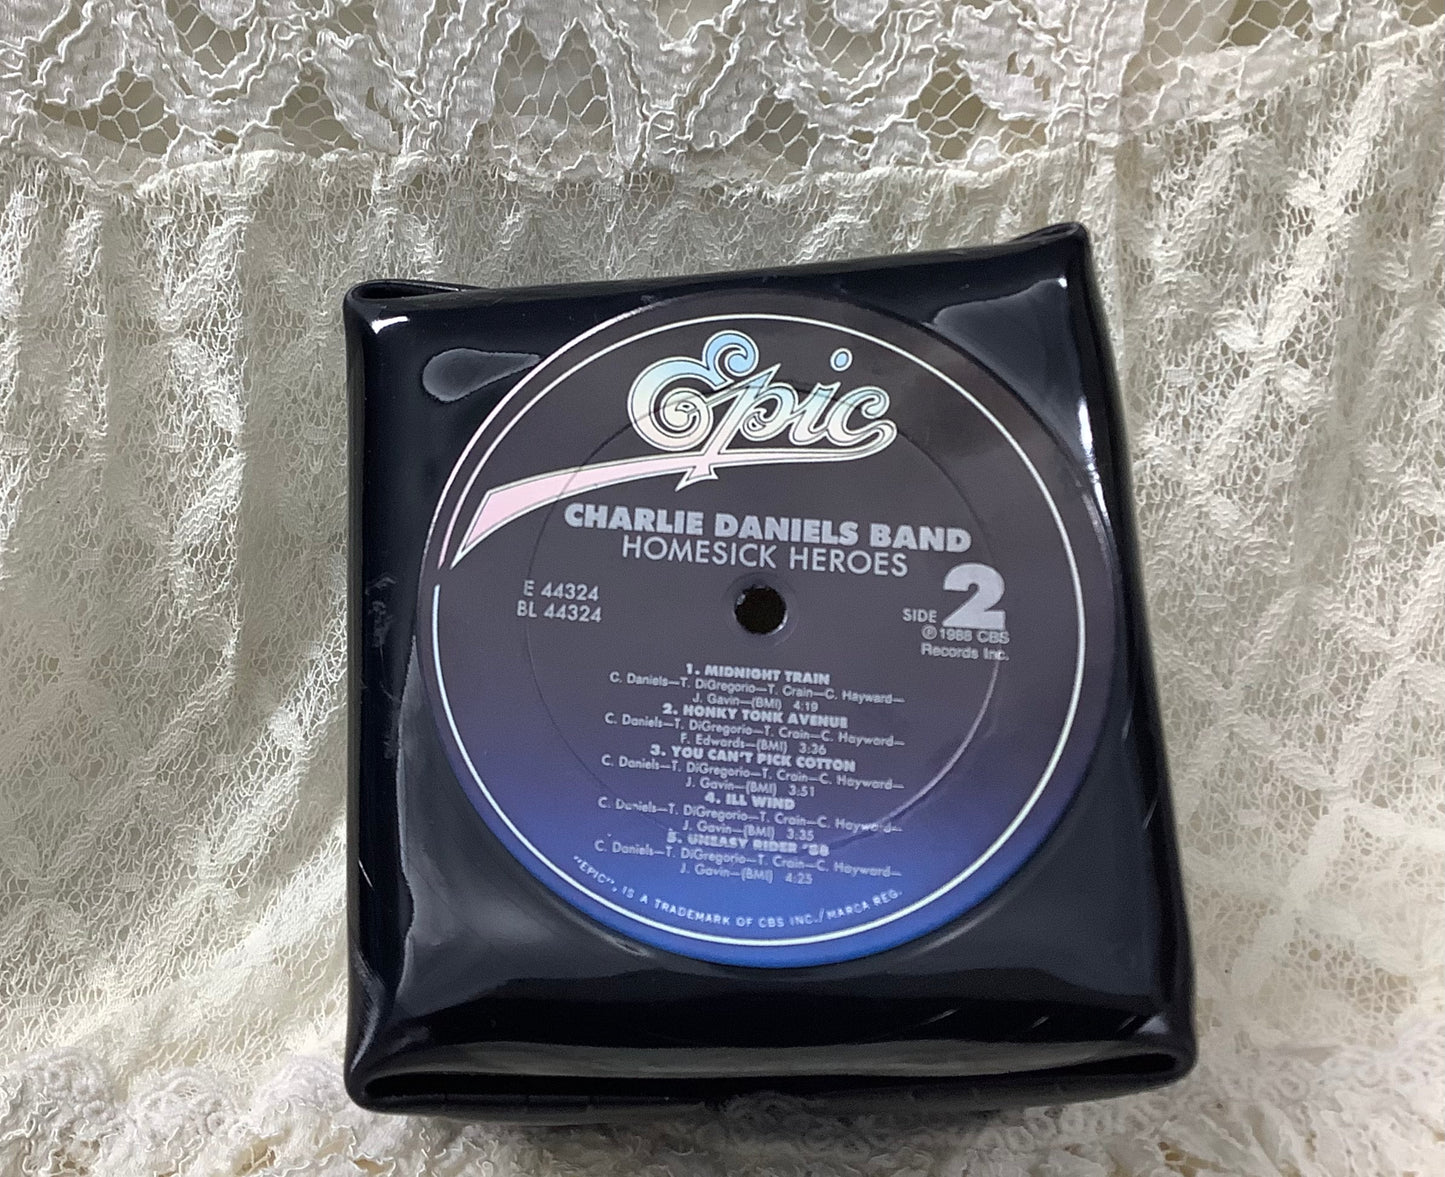 Epic
CHARLIE DANIELS BAND
HOMESICK HEROES
E 44324
BL 44324
SIDE 2
℗ 1988 CBS
Records Inc.
1. MIDNIGHT TRAIN
C. Daniels—T. DiGregorio—T. Crain—C. Hayward—
J. Gavin—(BMI) 4:19
2. HONKY TONK AVENUE
C. Daniels—T. DiGregorio—T. Crain—C. Hayward—
F. Edwards—(BMI) 3:36
3. YOU CAN'T PICK COTTON
C. Daniels—T. DiGregorio—T. Crain—C. Hayward—
J. Gavin—(BMI) 3:51
4. ILL WIND
C. Daniels—T. DiGregorio—T. Crain—C. Hayward—
J. Gavin—(BMI) 3:35
5. UNEASY RIDER '88
C. Daniels—T. DiGregorio—T. Crain—C. Hayward—
J. Gavin—(BMI) 4:25
"EPIC", IS A TRADEMARK OF CBS INC./MARCA REG.